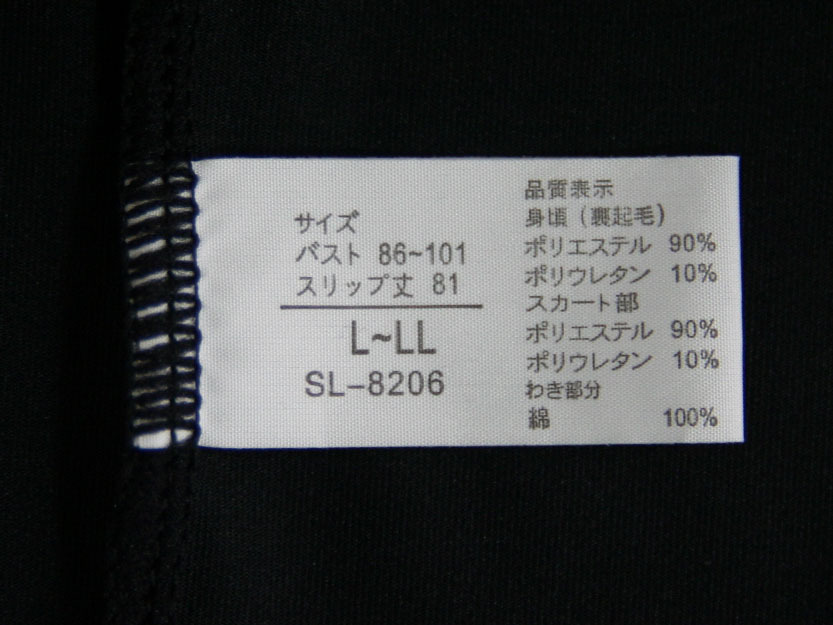 サイズ
バスト 86~101
スリップ丈 81
L~LL
SL-8206
品質表示
身頃（裏起毛）
ポリエステル 90%
ポリウレタン 10%
スカート部
ポリエステル 90%
ポリウレタン 10%
わき部分
綿 100%